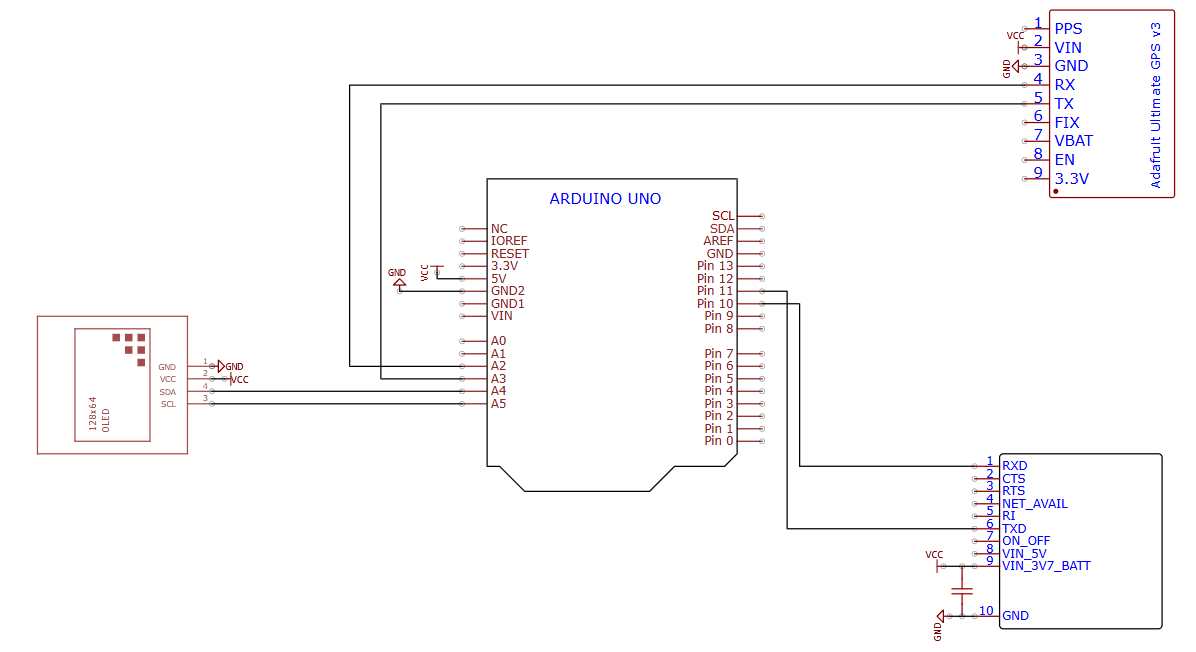 1 PPS
VCC
2 VIN
GND
3 GND
4 RX
5 TX
6 FIX
7 VBAT
8 EN
9 3.3V
Adafruit Ultimate GPS v3
ARDUINO UNO
NC
IOREF
RESET
3.3V
5V
GND2
GND1
VIN
A0
A1
A2
A3
A4
A5
SCL
SDA
AREF
GND
Pin 13
Pin 12
Pin 11
Pin 10
Pin 9
Pin 8
Pin 7
Pin 6
Pin 5
Pin 4
Pin 3
Pin 2
Pin 1
Pin 0
GND
VCC
128x64
OLED
GND 1 GND
VCC 2 VCC
SDA 4
SCL 3
1 RXD
2 CTS
3 RTS
4 NET_AVAIL
5 RI
6 TXD
7 ON_OFF
8 VIN_5V
9 VIN_3V7_BATT
10 GND
VCC
GND